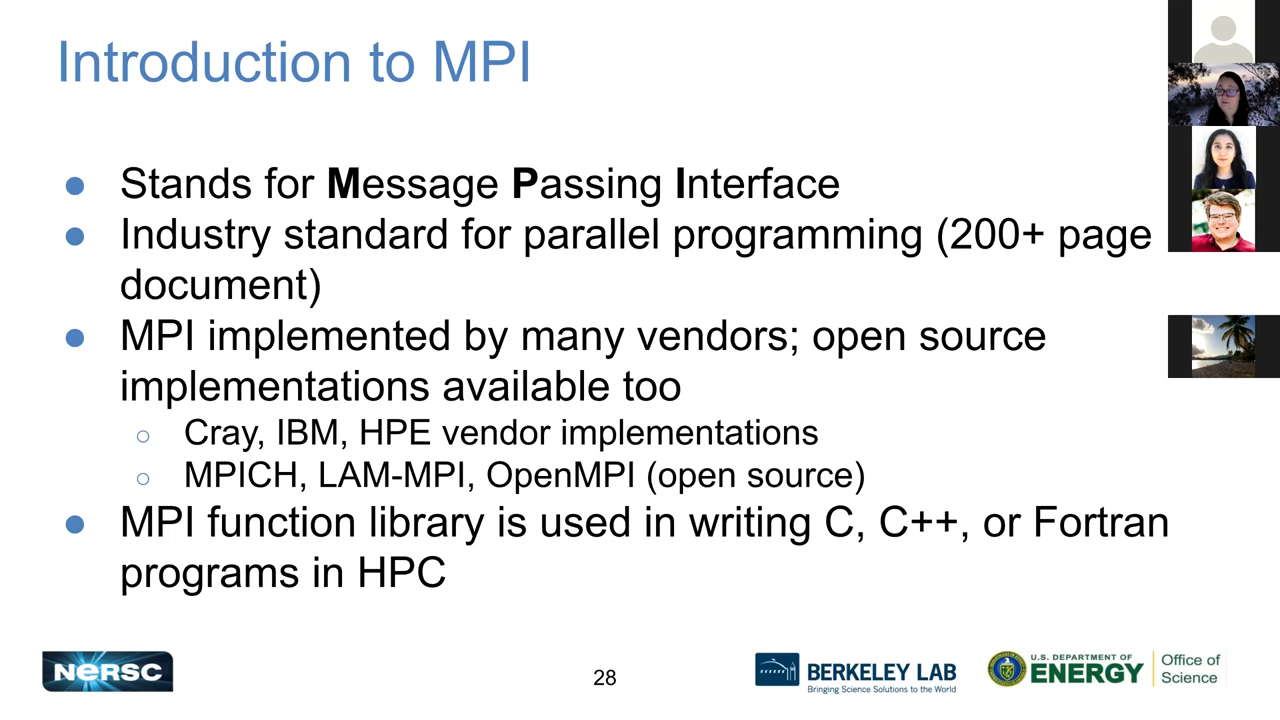 Introduction to MPI
● Stands for Message Passing Interface
● Industry standard for parallel programming (200+ page
document)
● MPI implemented by many vendors; open source
implementations available too
○ Cray, IBM, HPE vendor implementations
○ MPICH, LAM-MPI, OpenMPI (open source)
● MPI function library is used in writing C, C++, or Fortran
programs in HPC
NERSC
28
BERKELEY LAB
Bringing Science Solutions to the World
U.S. DEPARTMENT OF
ENERGY
Office of
Science